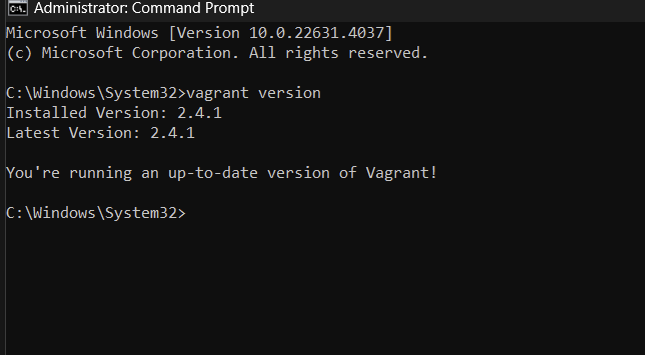 Administrator: Command Prompt
Microsoft Windows [Version 10.0.22631.4037]
(c) Microsoft Corporation. All rights reserved.
C:\Windows\System32>vagrant version
Installed Version: 2.4.1
Latest Version: 2.4.1
You're running an up-to-date version of Vagrant!
C:\Windows\System32>